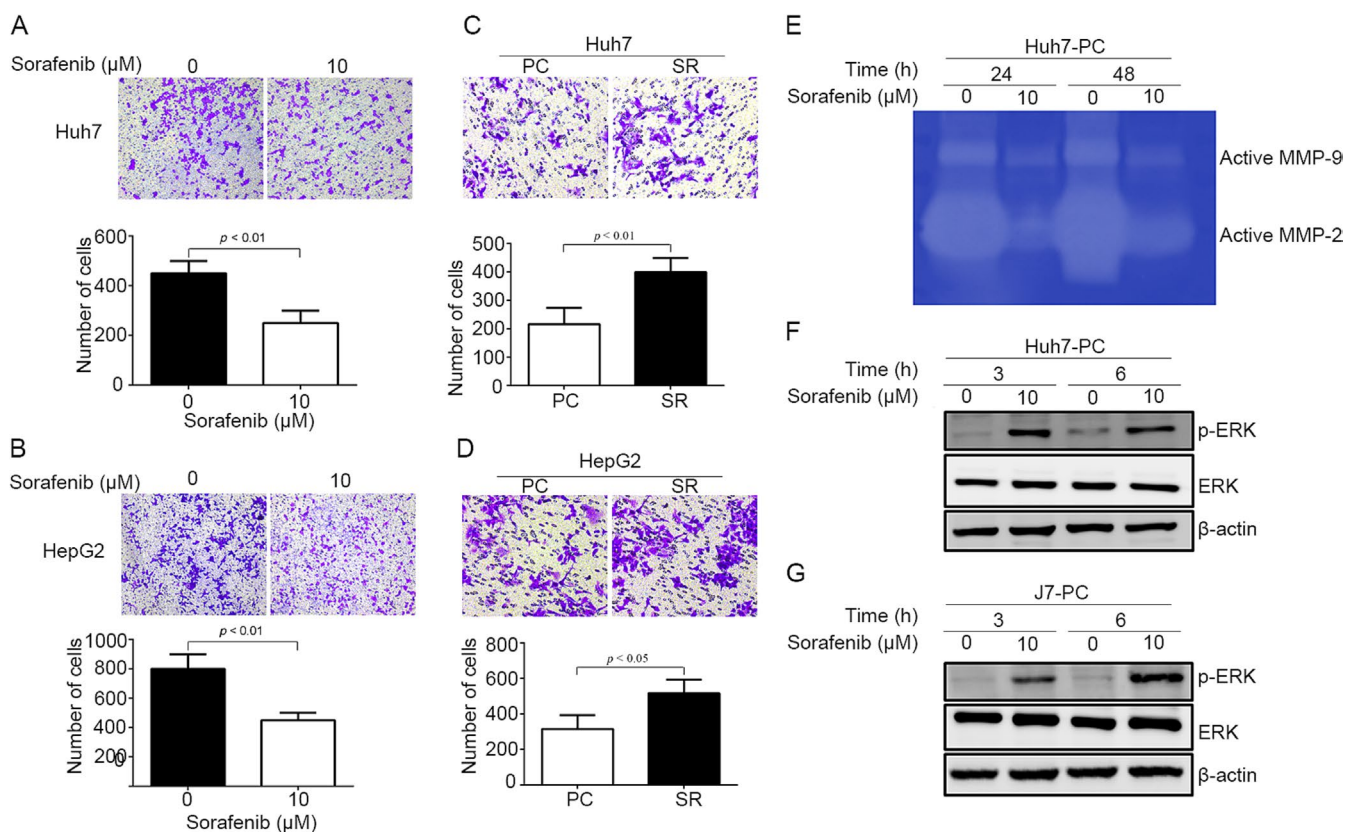 A
Sorafenib (µM)
0 10
Huh7
Number of cells
600
400
200
0
p < 0.01
0 10
Sorafenib (µM)
B
Sorafenib (µM)
0 10
HepG2
Number of cells
1000
800
600
400
200
0
p < 0.01
0 10
Sorafenib (µM)
C
Huh7
PC SR
Number of cells
500
400
300
200
100
0
p < 0.01
PC SR
D
HepG2
PC SR
Number of cells
800
600
400
200
0
p < 0.05
PC SR
E
Huh7-PC
Time (h) 24 48
Sorafenib (µM) 0 10 0 10
Active MMP-9
Active MMP-2
F
Huh7-PC
Time (h) 3 6
Sorafenib (µM) 0 10 0 10
p-ERK
ERK
β-actin
G
J7-PC
Time (h) 3 6
Sorafenib (µM) 0 10 0 10
p-ERK
ERK
β-actin